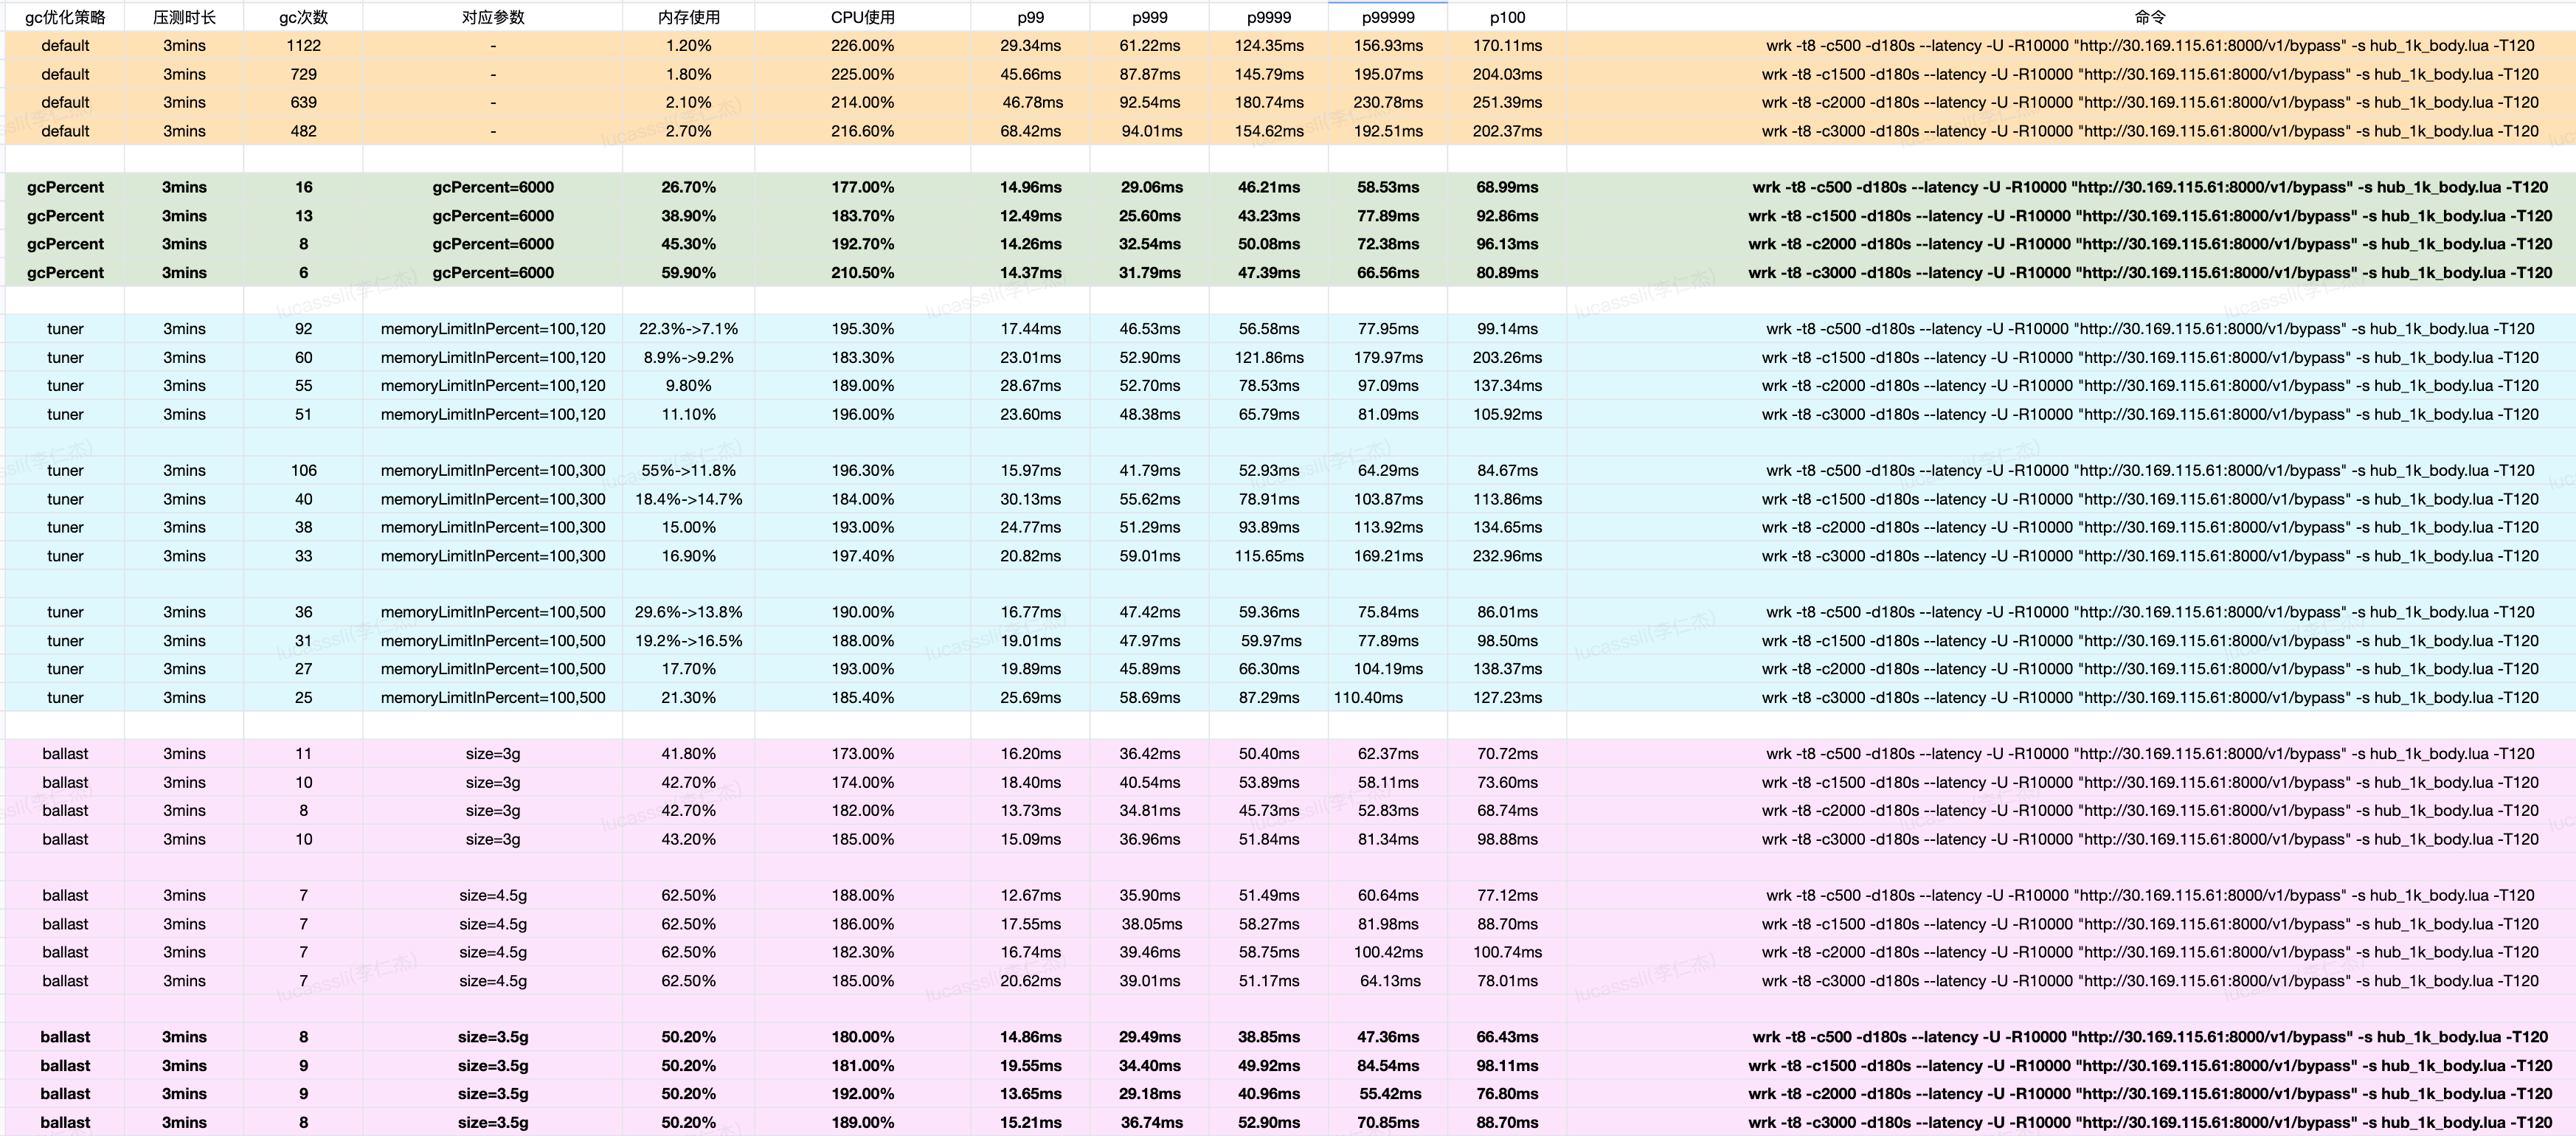 gc优化策略 压测时长 gc次数 对应参数 内存使用 CPU使用 p99 p999 p9999 p99999 p100 命令
default 3mins 1122 - 1.20% 226.00% 29.34ms 61.22ms 124.35ms 156.93ms 170.11ms wrk -t8 -c500 -d180s --latency -U -R10000 "http://30.169.115.61:8000/v1/bypass" -s hub_1k_body.lua -T120
default 3mins 729 - 1.80% 225.00% 45.66ms 87.87ms 145.79ms 195.07ms 204.03ms wrk -t8 -c1500 -d180s --latency -U -R10000 "http://30.169.115.61:8000/v1/bypass" -s hub_1k_body.lua -T120
default 3mins 639 - 2.10% 214.00% 46.78ms 92.54ms 180.74ms 230.78ms 251.39ms wrk -t8 -c2000 -d180s --latency -U -R10000 "http://30.169.115.61:8000/v1/bypass" -s hub_1k_body.lua -T120
default 3mins 482 - 2.70% 216.60% 68.42ms 94.01ms 154.62ms 192.51ms 202.37ms wrk -t8 -c3000 -d180s --latency -U -R10000 "http://30.169.115.61:8000/v1/bypass" -s hub_1k_body.lua -T120
gcPercent 3mins 16 gcPercent=6000 26.70% 177.00% 14.96ms 29.06ms 46.21ms 58.53ms 68.99ms wrk -t8 -c500 -d180s --latency -U -R10000 "http://30.169.115.61:8000/v1/bypass" -s hub_1k_body.lua -T120
gcPercent 3mins 13 gcPercent=6000 38.90% 183.70% 12.49ms 25.60ms 43.23ms 77.89ms 92.86ms wrk -t8 -c1500 -d180s --latency -U -R10000 "http://30.169.115.61:8000/v1/bypass" -s hub_1k_body.lua -T120
gcPercent 3mins 8 gcPercent=6000 45.30% 192.70% 14.26ms 32.54ms 50.08ms 72.38ms 96.13ms wrk -t8 -c2000 -d180s --latency -U -R10000 "http://30.169.115.61:8000/v1/bypass" -s hub_1k_body.lua -T120
gcPercent 3mins 6 gcPercent=6000 59.90% 210.50% 14.37ms 31.79ms 47.39ms 66.56ms 80.89ms wrk -t8 -c3000 -d180s --latency -U -R10000 "http://30.169.115.61:8000/v1/bypass" -s hub_1k_body.lua -T120
tuner 3mins 92 memoryLimitInPercent=100,120 22.3%->7.1% 195.30% 17.44ms 46.53ms 56.58ms 77.95ms 99.14ms wrk -t8 -c500 -d180s --latency -U -R10000 "http://30.169.115.61:8000/v1/bypass" -s hub_1k_body.lua -T120
tuner 3mins 60 memoryLimitInPercent=100,120 8.9%->9.2% 183.30% 23.01ms 52.90ms 121.86ms 179.97ms 203.26ms wrk -t8 -c1500 -d180s --latency -U -R10000 "http://30.169.115.61:8000/v1/bypass" -s hub_1k_body.lua -T120
tuner 3mins 55 memoryLimitInPercent=100,120 9.80% 189.00% 28.67ms 52.70ms 78.53ms 97.09ms 137.34ms wrk -t8 -c2000 -d180s --latency -U -R10000 "http://30.169.115.61:8000/v1/bypass" -s hub_1k_body.lua -T120
tuner 3mins 51 memoryLimitInPercent=100,120 11.10% 196.00% 23.60ms 48.38ms 65.79ms 81.09ms 105.92ms wrk -t8 -c3000 -d180s --latency -U -R10000 "http://30.169.115.61:8000/v1/bypass" -s hub_1k_body.lua -T120
tuner 3mins 106 memoryLimitInPercent=100,300 55%->11.8% 196.30% 15.97ms 41.79ms 52.93ms 64.29ms 84.67ms wrk -t8 -c500 -d180s --latency -U -R10000 "http://30.169.115.61:8000/v1/bypass" -s hub_1k_body.lua -T120
tuner 3mins 40 memoryLimitInPercent=100,300 18.4%->14.7% 184.00% 30.13ms 55.62ms 78.91ms 103.87ms 113.86ms wrk -t8 -c1500 -d180s --latency -U -R10000 "http://30.169.115.61:8000/v1/bypass" -s hub_1k_body.lua -T120
tuner 3mins 38 memoryLimitInPercent=100,300 15.00% 193.00% 24.77ms 51.29ms 93.89ms 113.92ms 134.65ms wrk -t8 -c2000 -d180s --latency -U -R10000 "http://30.169.115.61:8000/v1/bypass" -s hub_1k_body.lua -T120
tuner 3mins 33 memoryLimitInPercent=100,300 16.90% 197.40% 20.82ms 59.01ms 115.65ms 169.21ms 232.96ms wrk -t8 -c3000 -d180s --latency -U -R10000 "http://30.169.115.61:8000/v1/bypass" -s hub_1k_body.lua -T120
tuner 3mins 36 memoryLimitInPercent=100,500 29.6%->13.8% 190.00% 16.77ms 47.42ms 59.36ms 75.84ms 86.01ms wrk -t8 -c500 -d180s --latency -U -R10000 "http://30.169.115.61:8000/v1/bypass" -s hub_1k_body.lua -T120
tuner 3mins 31 memoryLimitInPercent=100,500 19.2%->16.5% 188.00% 19.01ms 47.97ms 59.97ms 77.89ms 98.50ms wrk -t8 -c1500 -d180s --latency -U -R10000 "http://30.169.115.61:8000/v1/bypass" -s hub_1k_body.lua -T120
tuner 3mins 27 memoryLimitInPercent=100,500 17.70% 193.00% 19.89ms 45.89ms 66.30ms 104.19ms 138.37ms wrk -t8 -c2000 -d180s --latency -U -R10000 "http://30.169.115.61:8000/v1/bypass" -s hub_1k_body.lua -T120
tuner 3mins 25 memoryLimitInPercent=100,500 21.30% 185.40% 25.69ms 58.69ms 87.29ms 110.40ms 127.23ms wrk -t8 -c3000 -d180s --latency -U -R10000 "http://30.169.115.61:8000/v1/bypass" -s hub_1k_body.lua -T120
ballast 3mins 11 size=3g 41.80% 173.00% 16.20ms 36.42ms 50.40ms 62.37ms 70.72ms wrk -t8 -c500 -d180s --latency -U -R10000 "http://30.169.115.61:8000/v1/bypass" -s hub_1k_body.lua -T120
ballast 3mins 10 size=3g 42.70% 174.00% 18.40ms 40.54ms 53.89ms 58.11ms 73.60ms wrk -t8 -c1500 -d180s --latency -U -R10000 "http://30.169.115.61:8000/v1/bypass" -s hub_1k_body.lua -T120
ballast 3mins 8 size=3g 42.70% 182.00% 13.73ms 34.81ms 45.73ms 52.83ms 68.74ms wrk -t8 -c2000 -d180s --latency -U -R10000 "http://30.169.115.61:8000/v1/bypass" -s hub_1k_body.lua -T120
ballast 3mins 10 size=3g 43.20% 185.00% 15.09ms 36.96ms 51.84ms 81.34ms 98.88ms wrk -t8 -c3000 -d180s --latency -U -R10000 "http://30.169.115.61:8000/v1/bypass" -s hub_1k_body.lua -T120
ballast 3mins 7 size=4.5g 62.50% 188.00% 12.67ms 35.90ms 51.49ms 60.64ms 77.12ms wrk -t8 -c500 -d180s --latency -U -R10000 "http://30.169.115.61:8000/v1/bypass" -s hub_1k_body.lua -T120
ballast 3mins 7 size=4.5g 62.50% 186.00% 17.55ms 38.05ms 58.27ms 81.98ms 88.70ms wrk -t8 -c1500 -d180s --latency -U -R10000 "http://30.169.115.61:8000/v1/bypass" -s hub_1k_body.lua -T120
ballast 3mins 7 size=4.5g 62.50% 182.30% 16.74ms 39.46ms 58.75ms 100.42ms 100.74ms wrk -t8 -c2000 -d180s --latency -U -R10000 "http://30.169.115.61:8000/v1/bypass" -s hub_1k_body.lua -T120
ballast 3mins 7 size=4.5g 62.50% 185.00% 20.62ms 39.01ms 51.17ms 64.13ms 78.01ms wrk -t8 -c3000 -d180s --latency -U -R10000 "http://30.169.115.61:8000/v1/bypass" -s hub_1k_body.lua -T120
ballast 3mins 8 size=3.5g 50.20% 180.00% 14.86ms 29.49ms 38.85ms 47.36ms 66.43ms wrk -t8 -c500 -d180s --latency -U -R10000 "http://30.169.115.61:8000/v1/bypass" -s hub_1k_body.lua -T120
ballast 3mins 9 size=3.5g 50.20% 181.00% 19.55ms 34.40ms 49.92ms 84.54ms 98.11ms wrk -t8 -c1500 -d180s --latency -U -R10000 "http://30.169.115.61:8000/v1/bypass" -s hub_1k_body.lua -T120
ballast 3mins 9 size=3.5g 50.20% 192.00% 13.65ms 29.18ms 40.96ms 55.42ms 76.80ms wrk -t8 -c2000 -d180s --latency -U -R10000 "http://30.169.115.61:8000/v1/bypass" -s hub_1k_body.lua -T120
ballast 3mins 8 size=3.5g 50.20% 189.00% 15.21ms 36.74ms 52.90ms 70.85ms 88.70ms wrk -t8 -c3000 -d180s --latency -U -R10000 "http://30.169.115.61:8000/v1/bypass" -s hub_1k_body.lua -T120